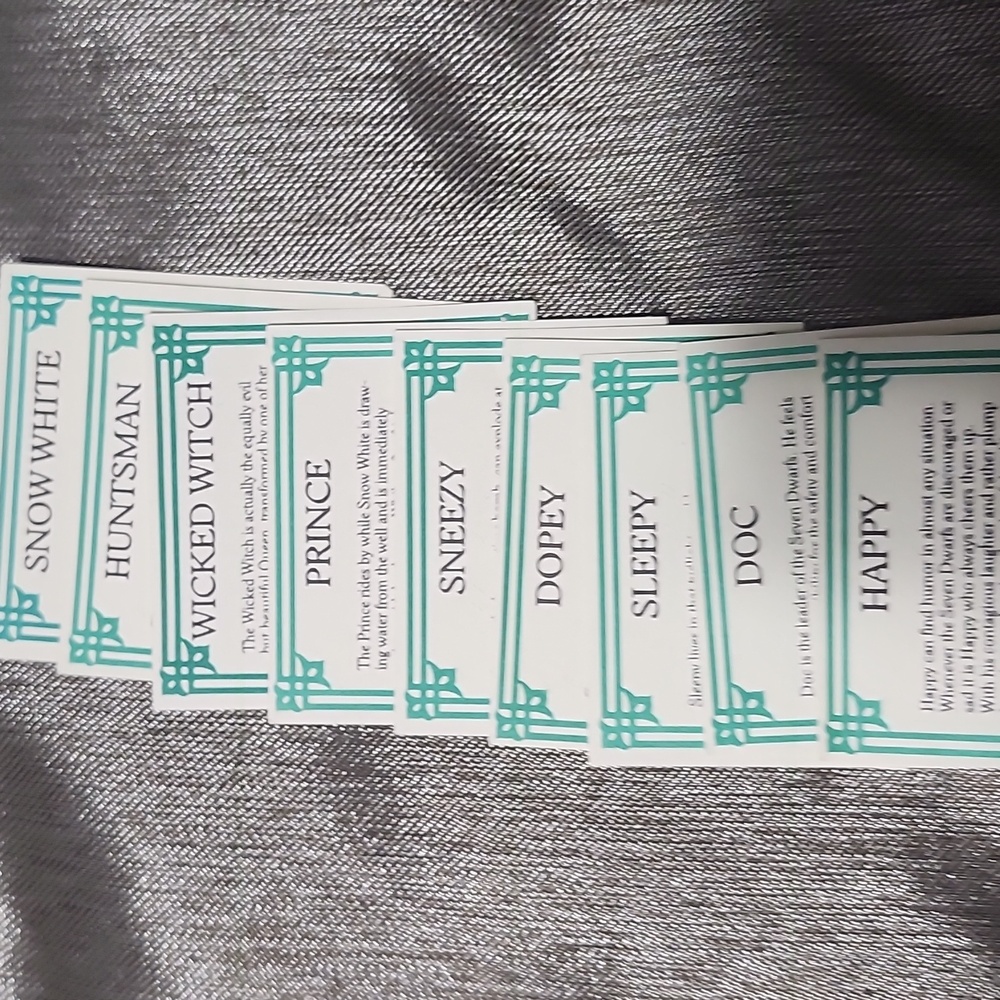 SNOW WHITE
HUNTSMAN
WICKED WITCH
The Wicked Witch is actually the equally evil
but beautiful Queen transformed by one of her
PRINCE
The Prince rides by while Snow White is draw-
ing water from the well and is immediately
SNEEZY
DOPEY
SLEEPY
Sleepy lives in that
DOC
Doc is the leader of the Seven Dwarfs. He feels
for the safety and comfort
HAPPY
Happy can find humor in almost any situation.
Whenever the Seven Dwarfs are discouraged or
sad it is Happy who always cheers them up.
With his contagious laughter and rather plump